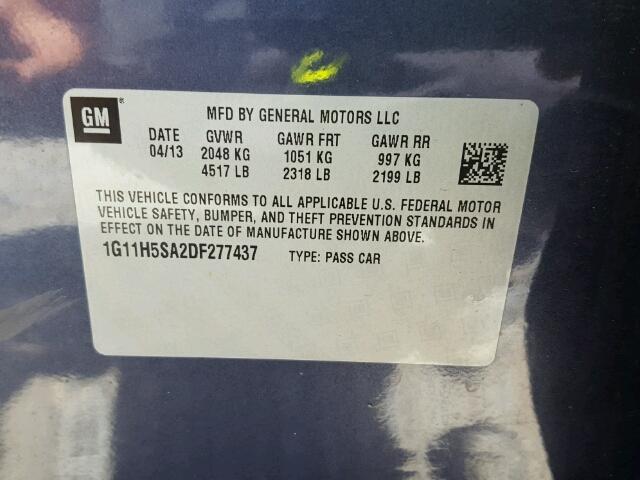 GM ® MFD BY GENERAL MOTORS LLC
DATE GVWR GAWR FRT GAWR RR
04/13 2048 KG 1051 KG 997 KG
4517 LB 2318 LB 2199 LB
THIS VEHICLE CONFORMS TO ALL APPLICABLE U.S. FEDERAL MOTOR
VEHICLE SAFETY, BUMPER, AND THEFT PREVENTION STANDARDS IN
EFFECT ON THE DATE OF MANUFACTURE SHOWN ABOVE.
1G11H5SA2DF277437 TYPE: PASS CAR